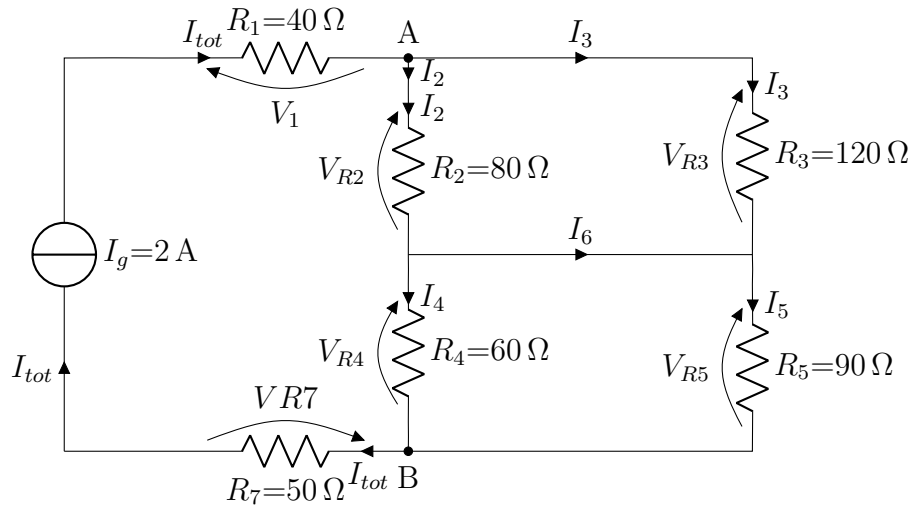 I_tot
R_1=40 Ω
A
I_3
V_1
I_2
I_2
I_3
V_R2
R_2=80 Ω
V_R3
R_3=120 Ω
I_g=2 A
I_6
I_4
I_5
V_R4
R_4=60 Ω
V_R5
R_5=90 Ω
I_tot
VR7
R_7=50 Ω
I_tot
B